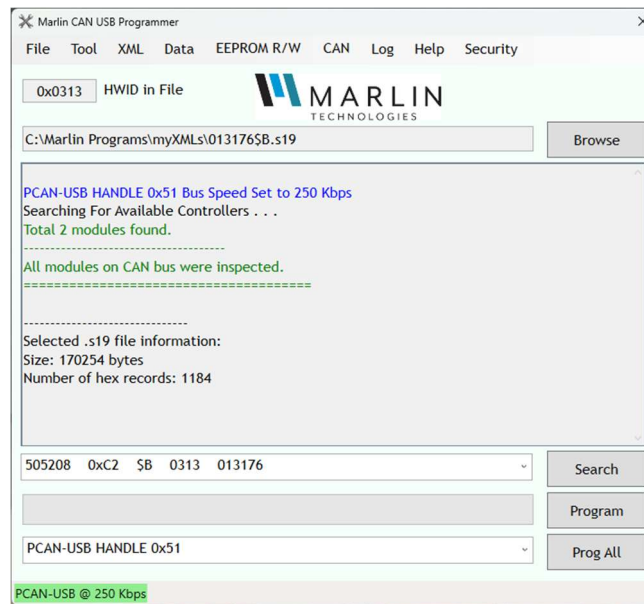 Marlin CAN USB Programmer
File Tool XML Data EEPROM R/W CAN Log Help Security
0x0313 HWID in File
MARLIN
TECHNOLOGIES
C:\Marlin Programs\myXMLs\013176$B.s19 Browse
PCAN-USB HANDLE 0x51 Bus Speed Set to 250 Kbps
Searching For Available Controllers . . .
Total 2 modules found.
-----------------------------------
All modules on CAN bus were inspected.
======================================
----------------------------
Selected .s19 file information:
Size: 170254 bytes
Number of hex records: 1184
505208 0xC2 $B 0313 013176 Search
Program
PCAN-USB HANDLE 0x51 Prog All
PCAN-USB @ 250 Kbps